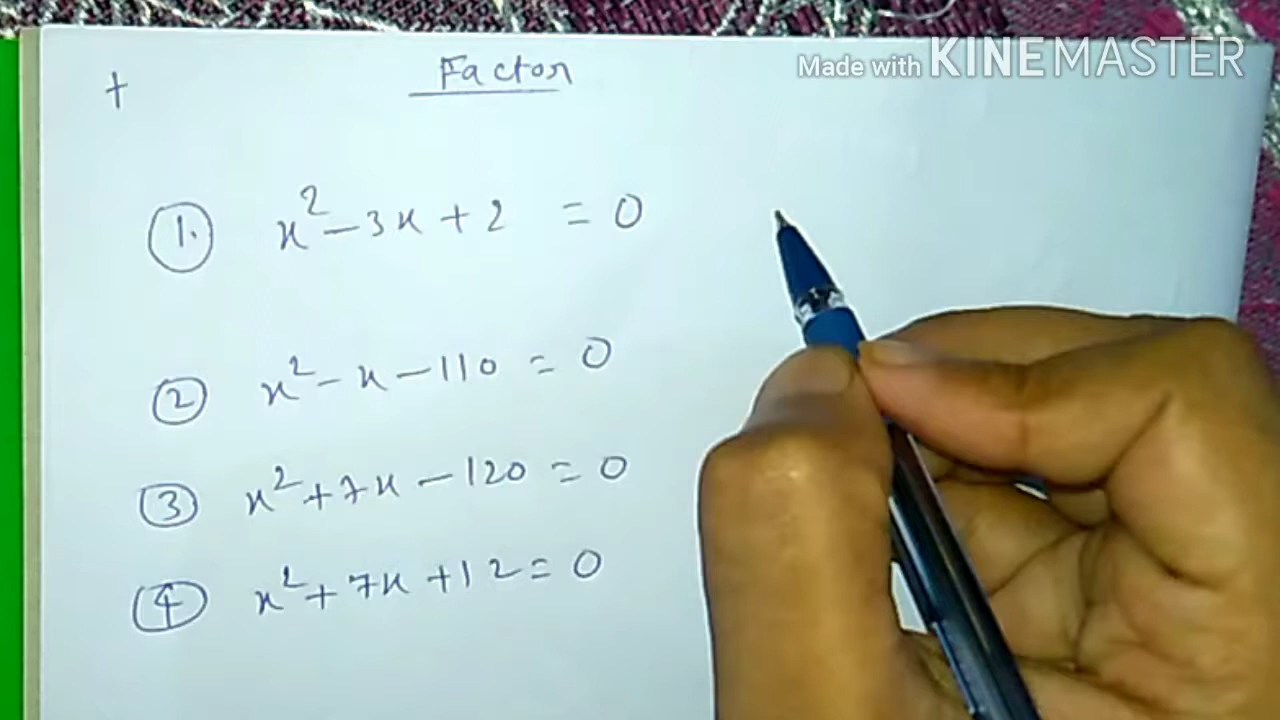 Made with KINEMASTER
+
Factor
1. x² - 3x + 2 = 0
2 x² - x - 110 = 0
3 x² + 7x - 120 = 0
4 x² + 7x + 12 = 0